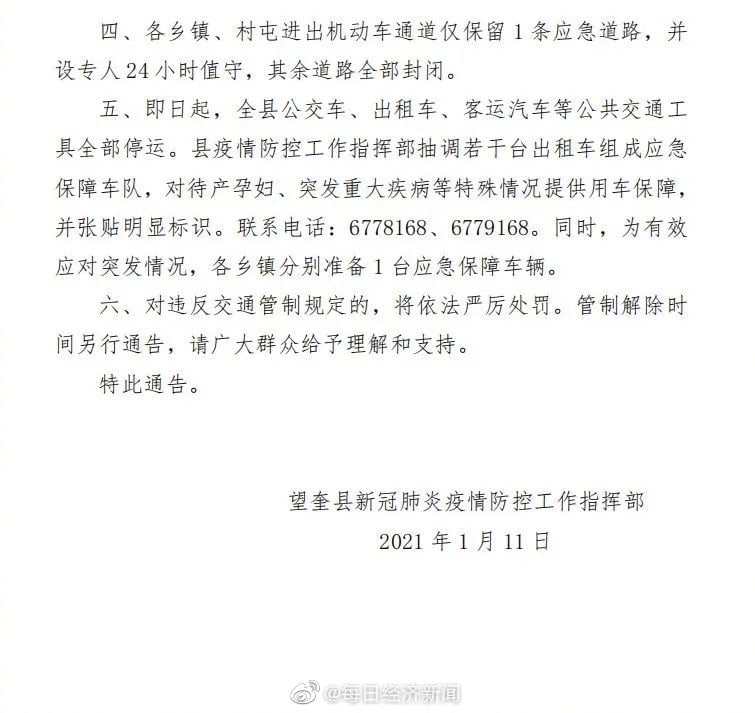 四、各乡镇、村屯进出机动车通道仅保留1条应急道路，并
设专人24小时值守，其余道路全部封闭。
五、即日起，全县公交车、出租车、客运汽车等公共交通工
具全部停运。县疫情防控工作指挥部抽调若干台出租车组成应急
保障车队，对待产孕妇、突发重大疾病等特殊情况提供用车保障，
并张贴明显标识。联系电话：6778168、6779168。同时，为有效
应对突发情况，各乡镇分别准备1台应急保障车辆。
六、对违反交通管制规定的，将依法严厉处罚。管制解除时
间另行通告，请广大群众给予理解和支持。
特此通告。
望奎县新冠肺炎疫情防控工作指挥部
2021年1月11日
@每日经济新闻